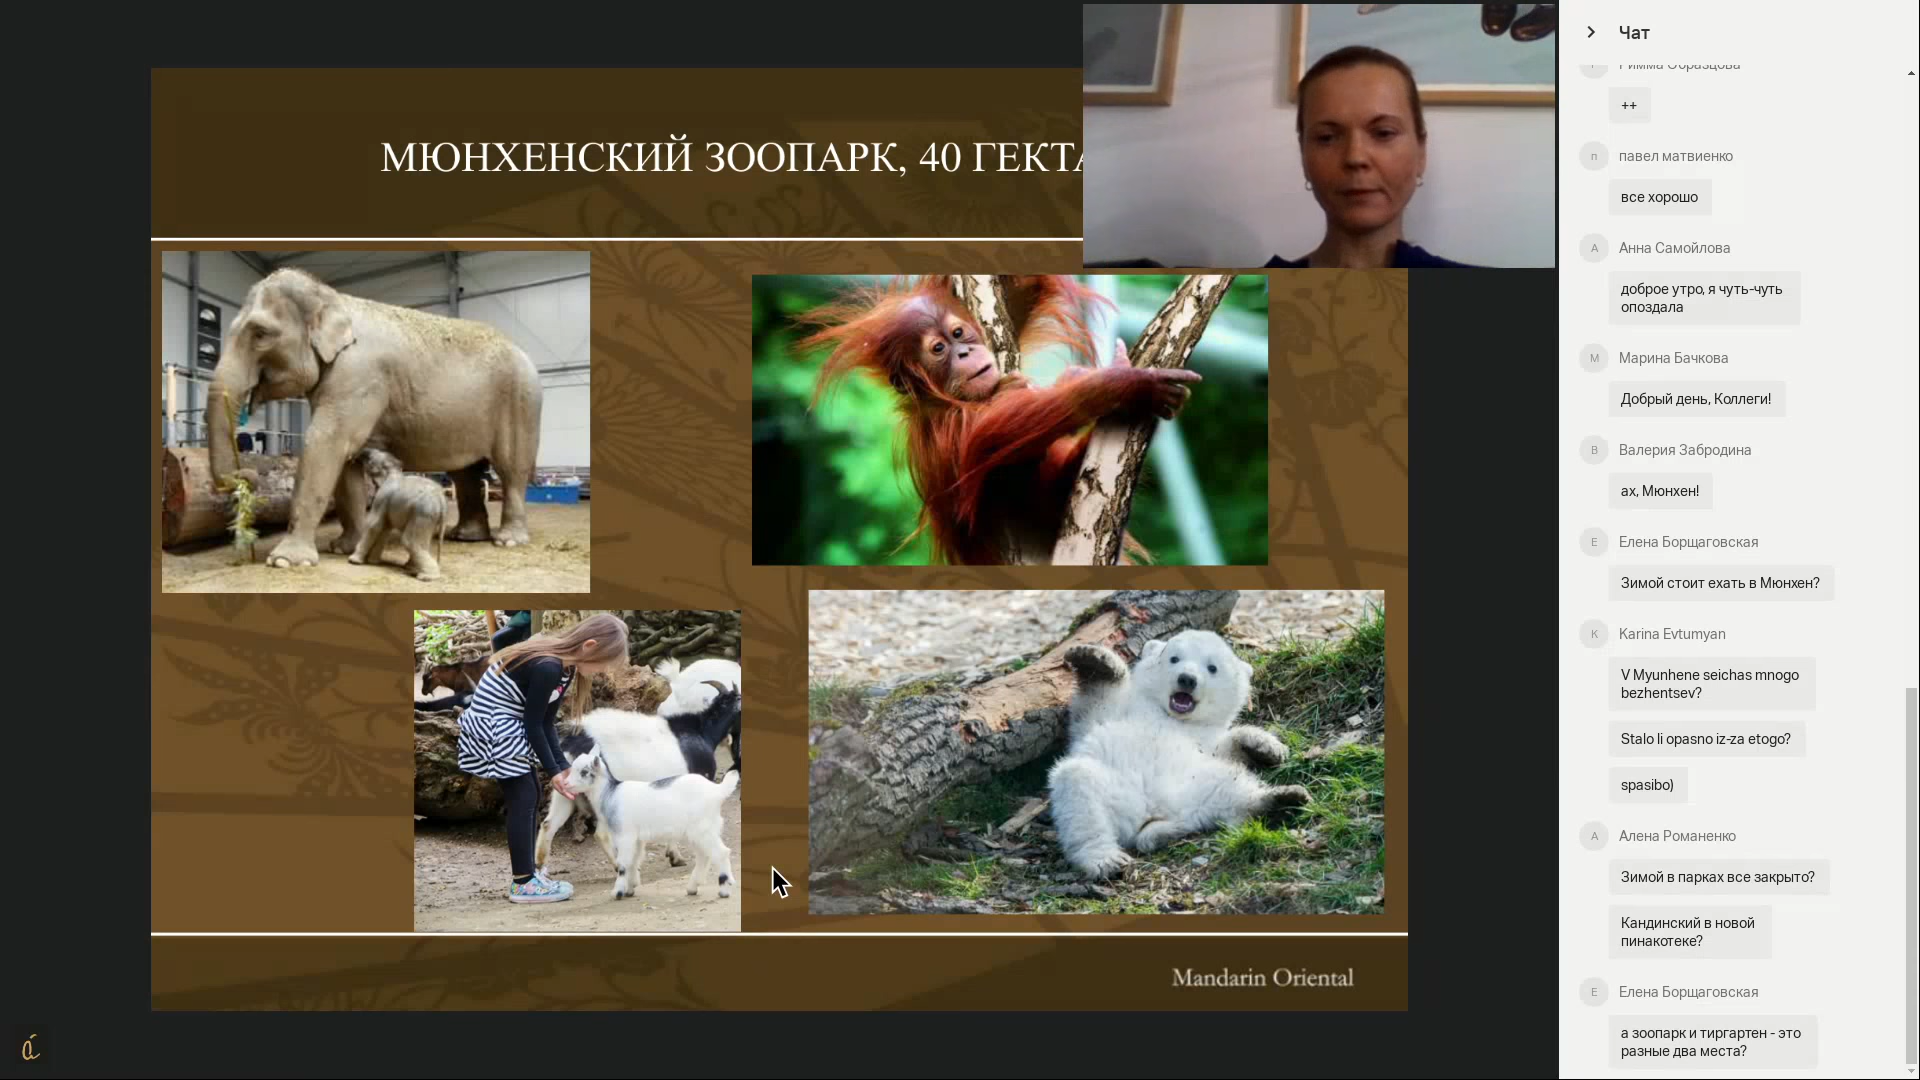 МЮНХЕНСКИЙ ЗООПАРК, 40
Mandarin Oriental
Чат
Римма Образцова
++
п
павел матвиенко
все хорошо
А
Анна Самойлова
доброе утро, я чуть-чуть
опоздала
М
Марина Бачкова
Добрый день, Коллеги!
В
Валерия Забродина
ах, Мюнхен!
Е
Елена Борщаговская
Зимой стоит ехать в Мюнхен?
K
Karina Evtumyan
V Myunhene seichas mnogo
bezhentsev?
Stalo li opasno iz-za etogo?
spasibo)
А
Алена Романенко
Зимой в парках все закрыто?
Кандинский в новой
пинакотеке?
Е
Елена Борщаговская
а зоопарк и тиргартен - это
разные два места?